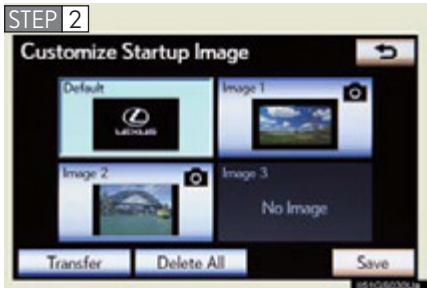 STEP 2
Customize Startup Image
Default
Image 1
LEXUS
Image 2
Image 3
No Image
Transfer
Delete All
Save